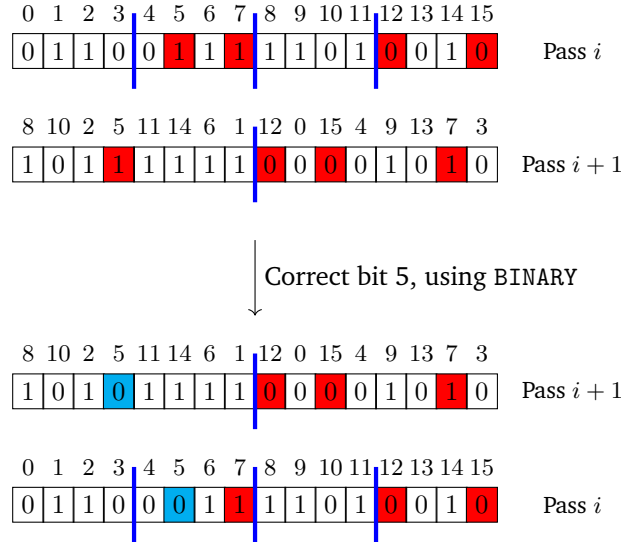 0 1 2 3 4 5 6 7 8 9 10 11 12 13 14 15
0 1 1 0 0 1 1 1 1 1 0 1 0 0 1 0 Pass i
8 10 2 5 11 14 6 1 12 0 15 4 9 13 7 3
1 0 1 1 1 1 1 1 0 0 0 0 1 0 1 0 Pass i + 1
Correct bit 5, using BINARY
8 10 2 5 11 14 6 1 12 0 15 4 9 13 7 3
1 0 1 0 1 1 1 1 0 0 0 0 1 0 1 0 Pass i + 1
0 1 2 3 4 5 6 7 8 9 10 11 12 13 14 15
0 1 1 0 0 0 1 1 1 1 0 1 0 0 1 0 Pass i